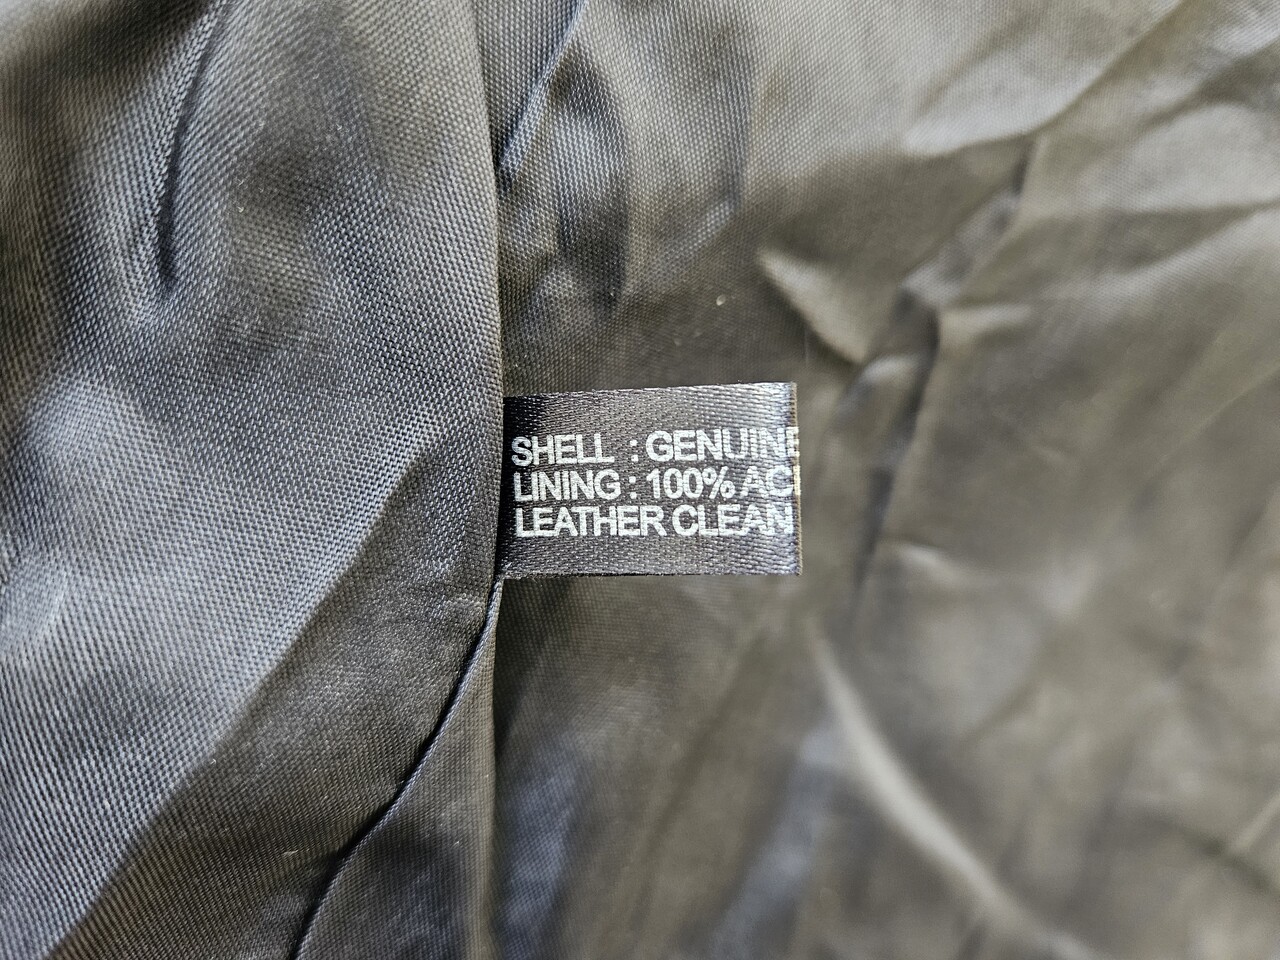 SHELL : GENUINE
LINING : 100% AC
LEATHER CLEAN